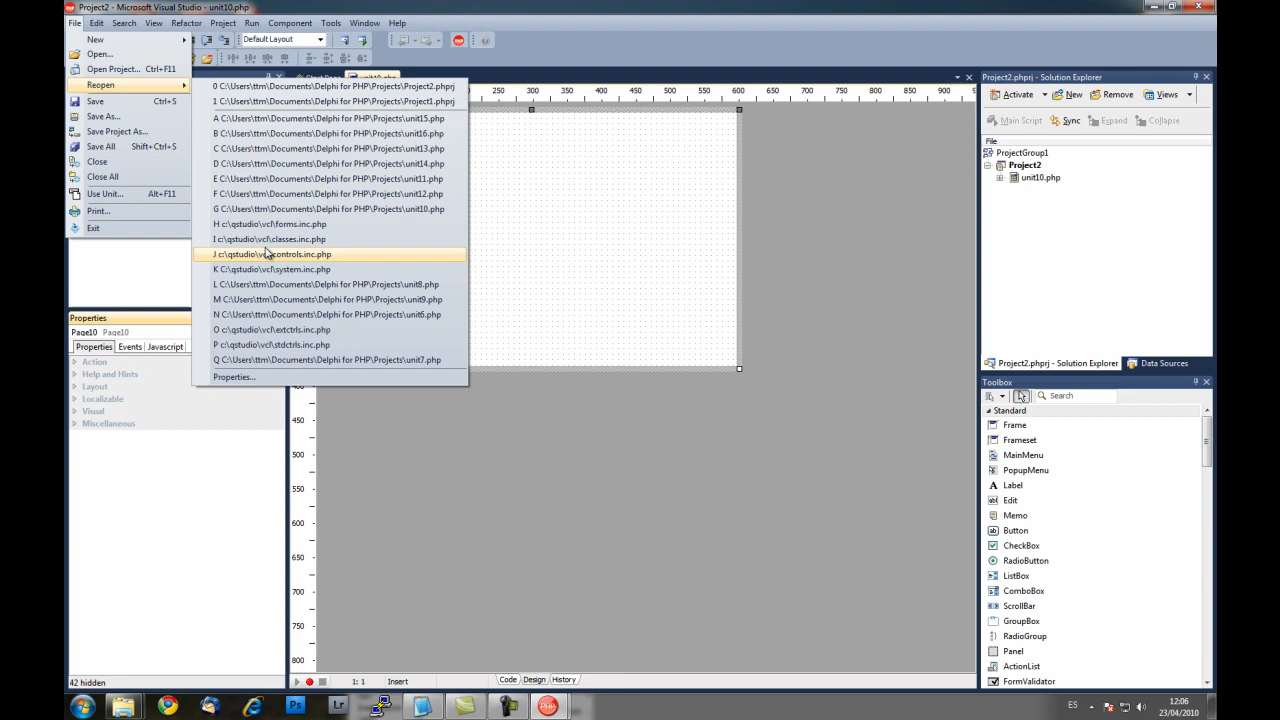 Project2 - Microsoft Visual Studio - unit10.php
File Edit Search View Refactor Project Run Component Tools Window Help
Default Layout
New
Open...
Open Project... Ctrl+F11
Reopen
Save Ctrl+S
Save As...
Save Project As...
Save All Shift+Ctrl+S
Close
Close All
Use Unit... Alt+F11
Print...
Exit
0 C:\Users\ttm\Documents\Delphi for PHP\Projects\Project2.phprj
1 C:\Users\ttm\Documents\Delphi for PHP\Projects\Project1.phprj
A C:\Users\ttm\Documents\Delphi for PHP\Projects\unit15.php
B C:\Users\ttm\Documents\Delphi for PHP\Projects\unit16.php
C C:\Users\ttm\Documents\Delphi for PHP\Projects\unit13.php
D C:\Users\ttm\Documents\Delphi for PHP\Projects\unit14.php
E C:\Users\ttm\Documents\Delphi for PHP\Projects\unit11.php
F C:\Users\ttm\Documents\Delphi for PHP\Projects\unit12.php
G C:\Users\ttm\Documents\Delphi for PHP\Projects\unit10.php
H c:\qstudio\vcl\forms.inc.php
I c:\qstudio\vcl\classes.inc.php
J c:\qstudio\vcl\controls.inc.php
K C:\qstudio\vcl\system.inc.php
L C:\Users\ttm\Documents\Delphi for PHP\Projects\unit8.php
M C:\Users\ttm\Documents\Delphi for PHP\Projects\unit9.php
N C:\Users\ttm\Documents\Delphi for PHP\Projects\unit6.php
O c:\qstudio\vcl\extctrls.inc.php
P c:\qstudio\vcl\stdctrls.inc.php
Q C:\Users\ttm\Documents\Delphi for PHP\Projects\unit7.php
Properties...
250 300 350 400 450 500 550 600 650 700 750 800 850 900
450
500
550
600
650
700
750
800
Properties
Page10 Page10
Properties Events Javascript
Action
Help and Hints
Layout
Localizable
Visual
Miscellaneous
42 hidden
1: 1 Insert
Code Design History
Project2.phprj - Solution Explorer
Activate New Remove Views
Main Script Sync Expand Collapse
File
ProjectGroup1
Project2
unit10.php
Project2.phprj - Solution Explorer Data Sources
Toolbox
Search
Standard
Frame
Frameset
MainMenu
PopupMenu
Label
Edit
Memo
Button
CheckBox
RadioButton
ListBox
ComboBox
ScrollBar
GroupBox
RadioGroup
Panel
ActionList
FormValidator
ES
12:06
23/04/2010